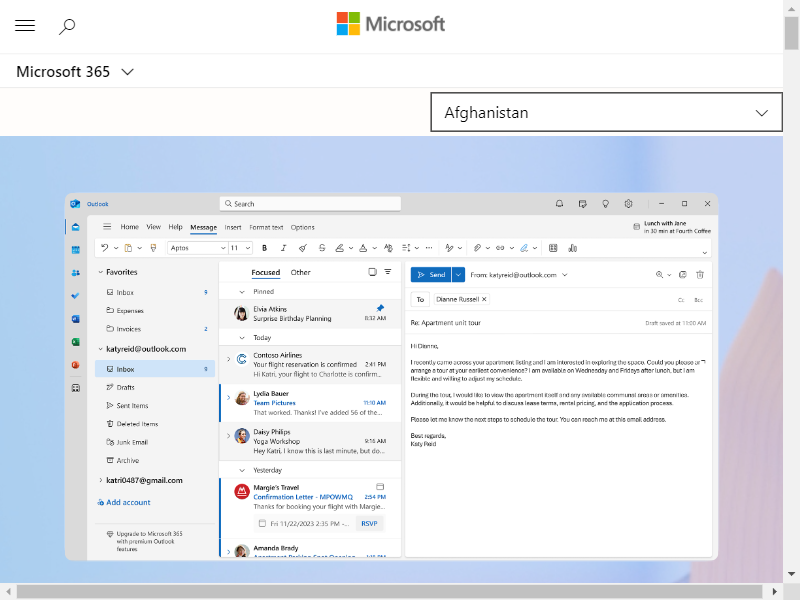 Microsoft
Microsoft 365
Afghanistan
Outlook
Search
Home View Help Message Insert Format text Options
Lunch with Jane
in 30 min at Fourth Coffee
Aptos 11
Favorites
Inbox 9
Expenses
Invoices 2
katyreid@outlook.com
Inbox 9
Drafts
Sent Items
Deleted Items
Junk Email
Archive
katri0487@gmail.com
Add account
Upgrade to Microsoft 365
with premium Outlook
features
Focused Other
Pinned
Elvia Atkins
Surprise Birthday Planning 8:32 AM
Today
Contoso Airlines
Your flight reservation is confirmed 2:41 PM
Hi Katri, your flight to Charlotte is confirm...
Lydia Bauer
Team Pictures 11:10 AM
That worked. Thanks! I've added 56 of the...
Daisy Philips
Yoga Workshop 9:16 AM
Hey Katri, I know this is last minute, but do...
Yesterday
Margie's Travel
Confirmation Letter - MPOWMQ 2:54 PM
Thanks for booking your flight with Margie...
Fri 11/22/2023 2:35 PM -... RSVP
Amanda Brady
Send From: katyreid@outlook.com
To Dianne Russell Cc Bcc
Re: Apartment unit tour Draft saved at 11:00 AM
Hi Dianne,
I recently came across your apartment listing and I am interested in exploring the space. Could you please
arrange a tour at your earliest convenience? I am available on Wednesday and Fridays after lunch, but I am
flexible and willing to adjust my schedule.
During the tour, I would like to view the apartment itself and any available communal areas or amenities.
Additionally, it would be helpful to discuss lease terms, rental pricing, and the application process.
Please let me know the next steps to schedule the tour. You can reach me at this email address.
Best regards,
Katy Reid